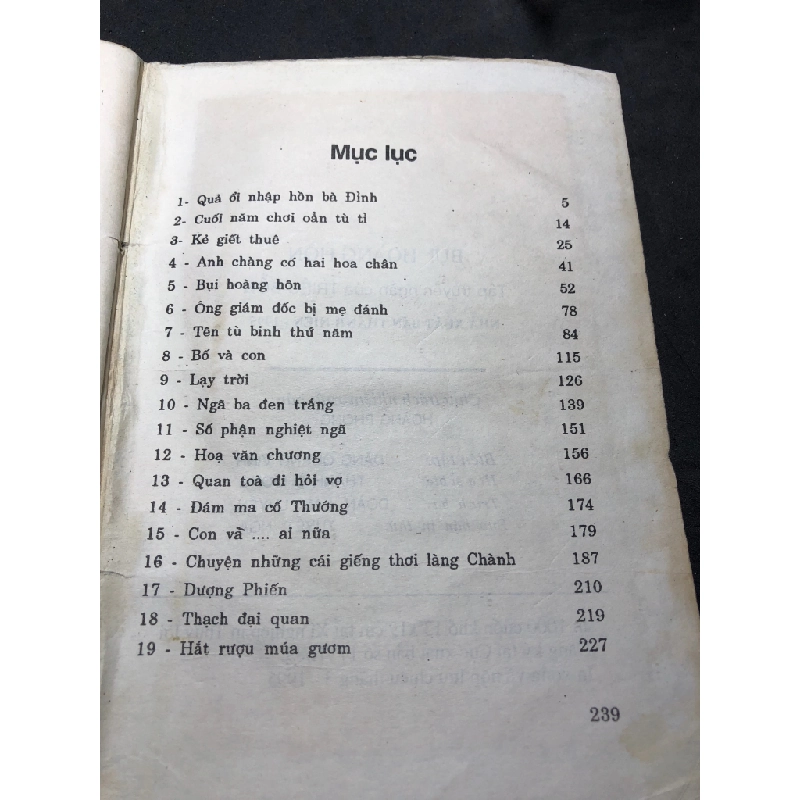 Mục lục
1- Quả ổi nhập hồn bà Đỉnh 5
2- Cuối năm chơi oản tù tì 14
3- Kẻ giết thuê 25
4 - Anh chàng có hai hoa chân 41
5 - Bụi hoàng hôn 52
6 - Ông giám đốc bị mẹ đánh 78
7 - Tên tù binh thứ năm 84
8 - Bố và con 115
9 - Lạy trời 126
10 - Ngã ba đen trắng 139
11 - Số phận nghiệt ngã 151
12 - Hoạ văn chương 156
13 - Quan toà đi hỏi vợ 166
14 - Đám ma cố Thướng 174
15 - Con và .... ai nữa 179
16 - Chuyện những cái giếng thơi làng Chành 187
17 - Dượng Phiến 210
18 - Thạch đại quan 219
19 - Hắt rượu múa gươm 227
239